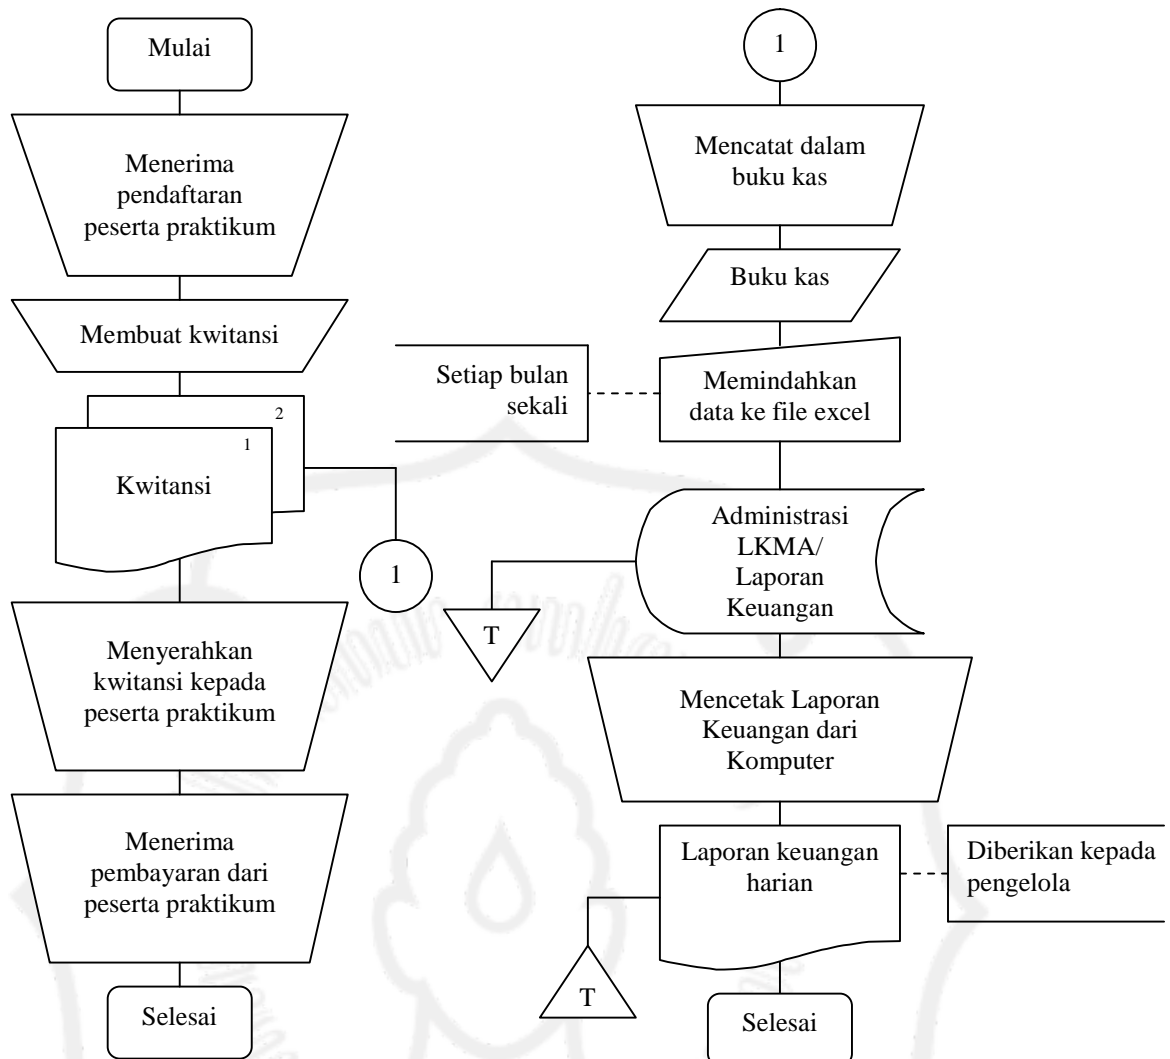 Mulai
Menerima
pendaftaran
peserta praktikum
Membuat kwitansi
2
1
Kwitansi
1
Menyerahkan
kwitansi kepada
peserta praktikum
Menerima
pembayaran dari
peserta praktikum
Selesai
1
Mencatat dalam
buku kas
Buku kas
Setiap bulan
sekali
Memindahkan
data ke file excel
Administrasi
LKMA/
Laporan
Keuangan
T
Mencetak Laporan
Keuangan dari
Komputer
Laporan keuangan
harian
Diberikan kepada
pengelola
T
Selesai